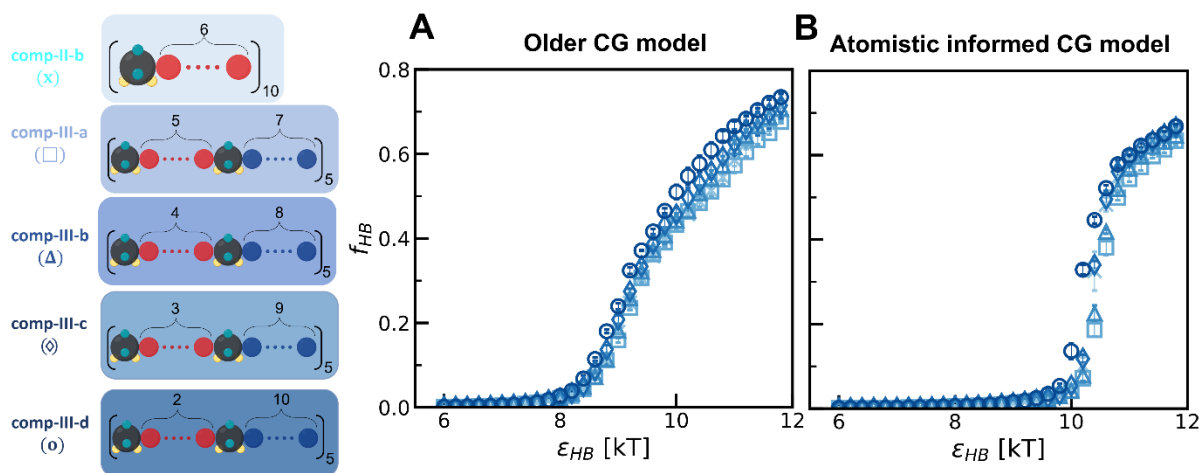 comp-II-b
(x)
6
10
comp-III-a
(□)
5
7
5
comp-III-b
(Δ)
4
8
5
comp-III-c
(◊)
3
9
5
comp-III-d
(o)
2
10
5
A
Older CG model
0.8
0.6
0.4
0.2
0.0
f_HB
6
8
10
12
ε_HB [kT]
B
Atomistic informed CG model
6
8
10
12
ε_HB [kT]